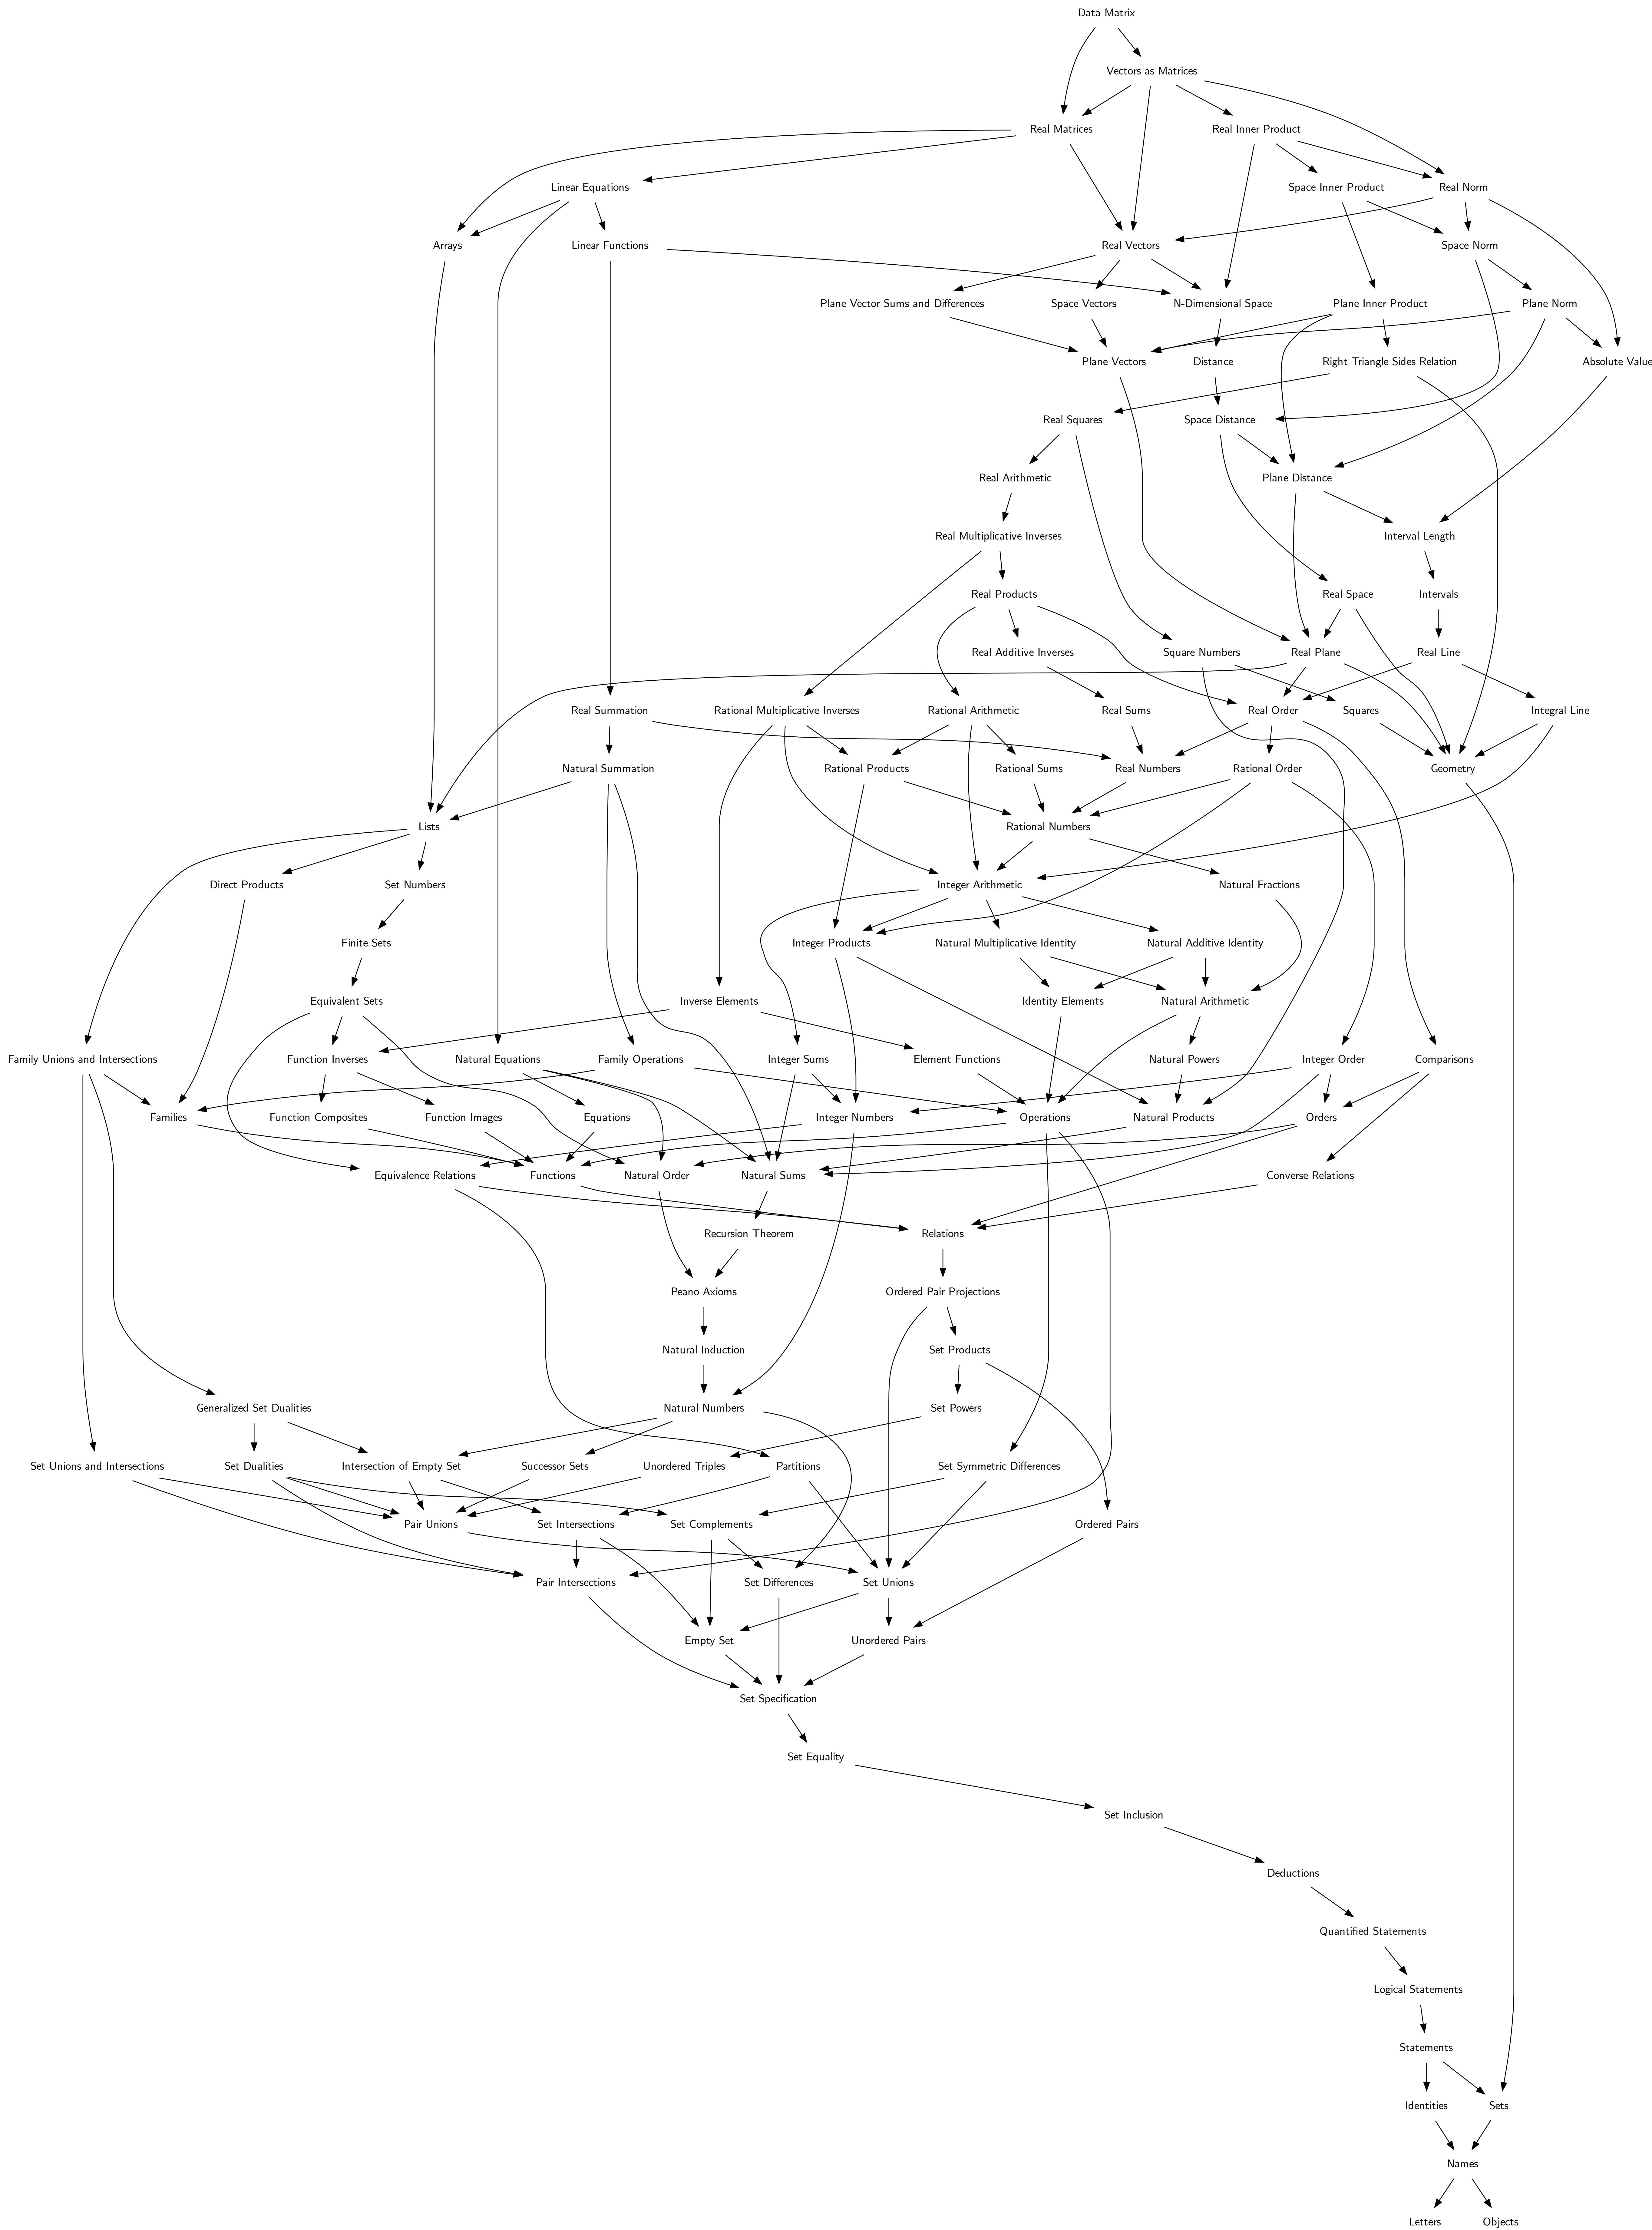 Data Matrix
Vectors as Matrices
Real Matrices
Real Inner Product
Linear Equations
Space Inner Product
Real Norm
Arrays
Linear Functions
Real Vectors
Space Norm
Plane Vector Sums and Differences
Space Vectors
N-Dimensional Space
Plane Inner Product
Plane Norm
Plane Vectors
Distance
Right Triangle Sides Relation
Absolute Value
Real Squares
Space Distance
Real Arithmetic
Plane Distance
Real Multiplicative Inverses
Interval Length
Real Products
Real Space
Intervals
Real Additive Inverses
Square Numbers
Real Plane
Real Line
Real Summation
Rational Multiplicative Inverses
Rational Arithmetic
Real Sums
Real Order
Squares
Integral Line
Natural Summation
Rational Products
Rational Sums
Real Numbers
Rational Order
Geometry
Lists
Rational Numbers
Direct Products
Set Numbers
Integer Arithmetic
Natural Fractions
Finite Sets
Integer Products
Natural Multiplicative Identity
Natural Additive Identity
Equivalent Sets
Inverse Elements
Identity Elements
Natural Arithmetic
Family Unions and Intersections
Function Inverses
Natural Equations
Family Operations
Integer Sums
Element Functions
Natural Powers
Integer Order
Comparisons
Families
Function Composites
Function Images
Equations
Integer Numbers
Operations
Natural Products
Orders
Equivalence Relations
Functions
Natural Order
Natural Sums
Converse Relations
Recursion Theorem
Relations
Peano Axioms
Ordered Pair Projections
Natural Induction
Set Products
Generalized Set Dualities
Natural Numbers
Set Powers
Set Unions and Intersections
Set Dualities
Intersection of Empty Set
Successor Sets
Unordered Triples
Partitions
Set Symmetric Differences
Pair Unions
Set Intersections
Set Complements
Ordered Pairs
Pair Intersections
Set Differences
Set Unions
Empty Set
Unordered Pairs
Set Specification
Set Equality
Set Inclusion
Deductions
Quantified Statements
Logical Statements
Statements
Identities
Sets
Names
Letters
Objects